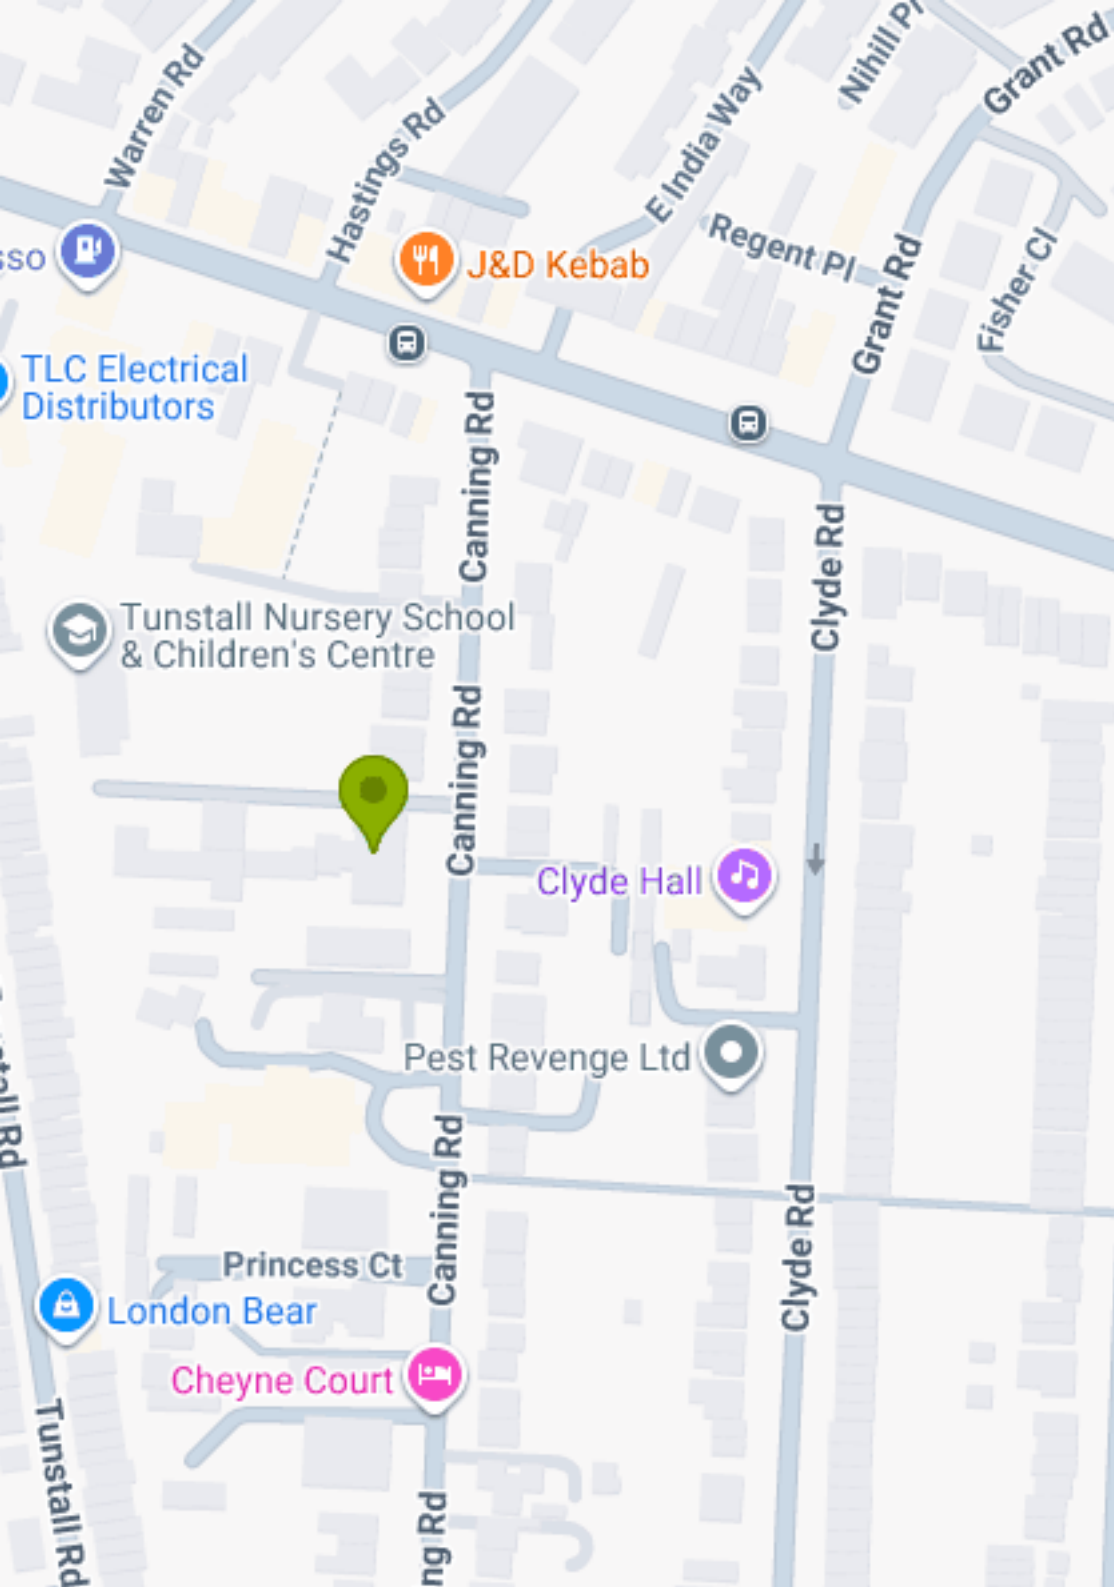 Warren Rd
Hastings Rd
E India Way
Nihill Pl
Grant Rd
Regent Pl
Grant Rd
Fisher Cl
sso
J&D Kebab
TLC Electrical
Distributors
Canning Rd
Clyde Rd
Tunstall Nursery School
& Children's Centre
Canning Rd
Canning Rd
Clyde Hall
Pest Revenge Ltd
Canning Rd
Clyde Rd
Princess Ct
London Bear
Cheyne Court
Tunstall Rd
ng Rd